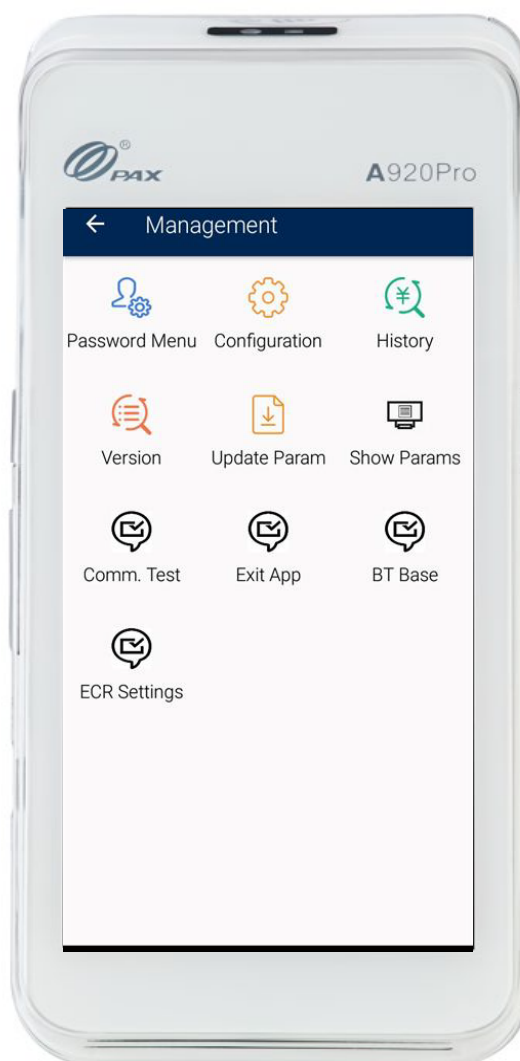 PAX®
A920Pro
Management
Password Menu Configuration History
Version Update Param Show Params
Comm. Test Exit App BT Base
ECR Settings